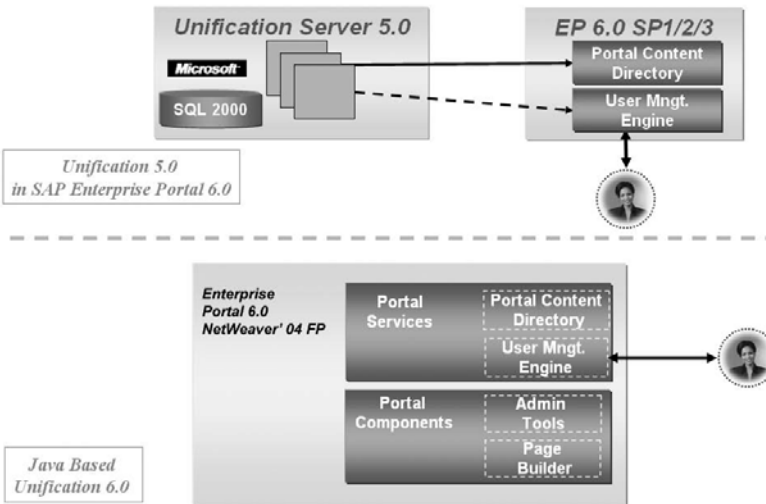 Unification Server 5.0
EP 6.0 SP1/2/3
Microsoft
SQL 2000
Portal Content
Directory
User Mngt.
Engine
Unification 5.0
in SAP Enterprise Portal 6.0
Enterprise
Portal 6.0
NetWeaver' 04 FP
Portal
Services
Portal Content
Directory
User Mngt.
Engine
Portal
Components
Admin
Tools
Page
Builder
Java Based
Unification 6.0